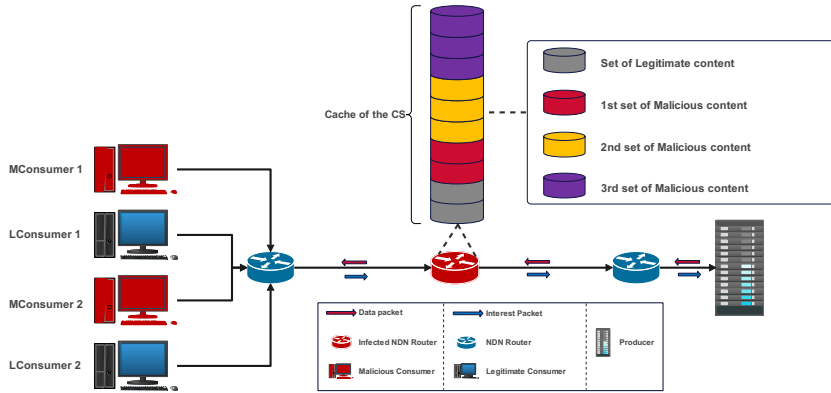 Set of Legitimate content
Cache of the CS
1st set of Malicious content
2nd set of Malicious content
3rd set of Malicious content
MConsumer 1
LConsumer 1
MConsumer 2
LConsumer 2
Data packet
Interest Packet
Infected NDN Router
NDN Router
Producer
Malicious Consumer
Legitimate Consumer